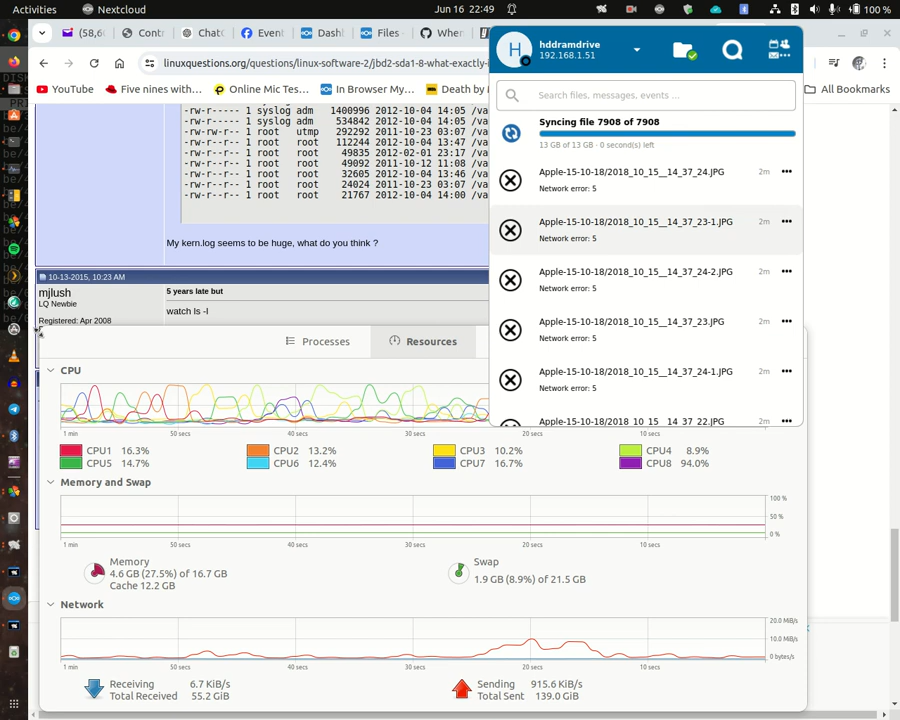 Activities
Nextcloud
Jun 16 22:49
100 %
(58,6
Cont
ChatG
Even
Dash
Files
Wher
linuxquestions.org/questions/linux-software-2/jbd2-sda1-8-what-exactly-i
YouTube
Five nines with...
Online Mic Tes...
In Browser My...
Death by Me
All Bookmarks
-rw-r----- 1 syslog adm 1400996 2012-10-04 14:05 /va
-rw-r----- 1 syslog adm 534842 2012-10-04 14:05 /va
-rw-rw-r-- 1 root utmp 292292 2011-10-23 03:07 /va
-rw-r--r-- 1 root root 112244 2012-10-04 13:47 /va
-rw-r--r-- 1 root root 49835 2012-02-01 23:17 /va
-rw-r--r-- 1 root root 49092 2011-10-12 11:08 /va
-rw-r--r-- 1 root root 32605 2012-10-04 13:46 /va
-rw-r--r-- 1 root root 24024 2011-10-23 03:07 /va
-rw-r--r-- 1 root root 21767 2012-10-04 14:00 /va
My kern.log seems to be huge, what do you think ?
10-13-2015, 10:23 AM
mjlush
LQ Newbie
Registered: Apr 2008
5 years late but
watch ls -l
H
hddramdrive
192.168.1.51
Search files, messages, events ...
Syncing file 7908 of 7908
13 GB of 13 GB · 0 second(s) left
Apple-15-10-18/2018_10_15__14_37_24.JPG 2m
Network error: 5
Apple-15-10-18/2018_10_15__14_37_23-1.JPG 2m
Network error: 5
Apple-15-10-18/2018_10_15__14_37_24-2.JPG 2m
Network error: 5
Apple-15-10-18/2018_10_15__14_37_23.JPG 2m
Network error: 5
Apple-15-10-18/2018_10_15__14_37_24-1.JPG 2m
Network error: 5
Apple-15-10-18/2018_10_15__14_37_22.JPG 2m
Processes
Resources
CPU
1 min 50 secs 40 secs 30 secs 20 secs 10 secs
CPU1 16.3% CPU2 13.2% CPU3 10.2% CPU4 8.9%
CPU5 14.7% CPU6 12.4% CPU7 16.7% CPU8 94.0%
Memory and Swap
100 %
50 %
0 %
1 min 50 secs 40 secs 30 secs 20 secs 10 secs
Memory
4.6 GB (27.5%) of 16.7 GB
Cache 12.2 GB
Swap
1.9 GB (8.9%) of 21.5 GB
Network
20.0 MiB/s
10.0 MiB/s
0 bytes/s
1 min 50 secs 40 secs 30 secs 20 secs 10 secs
Receiving 6.7 KiB/s
Total Received 55.2 GiB
Sending 915.6 KiB/s
Total Sent 139.0 GiB